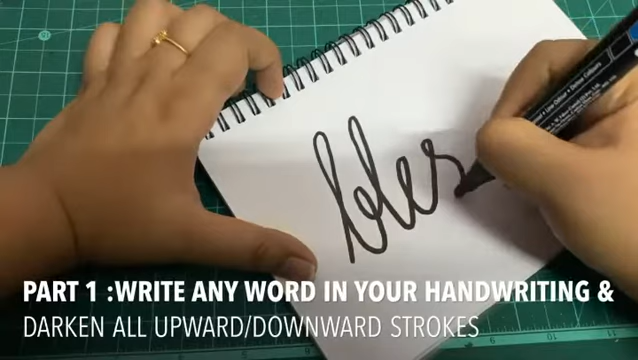 bles
PART 1 :WRITE ANY WORD IN YOUR HANDWRITING &
DARKEN ALL UPWARD/DOWNWARD STROKES